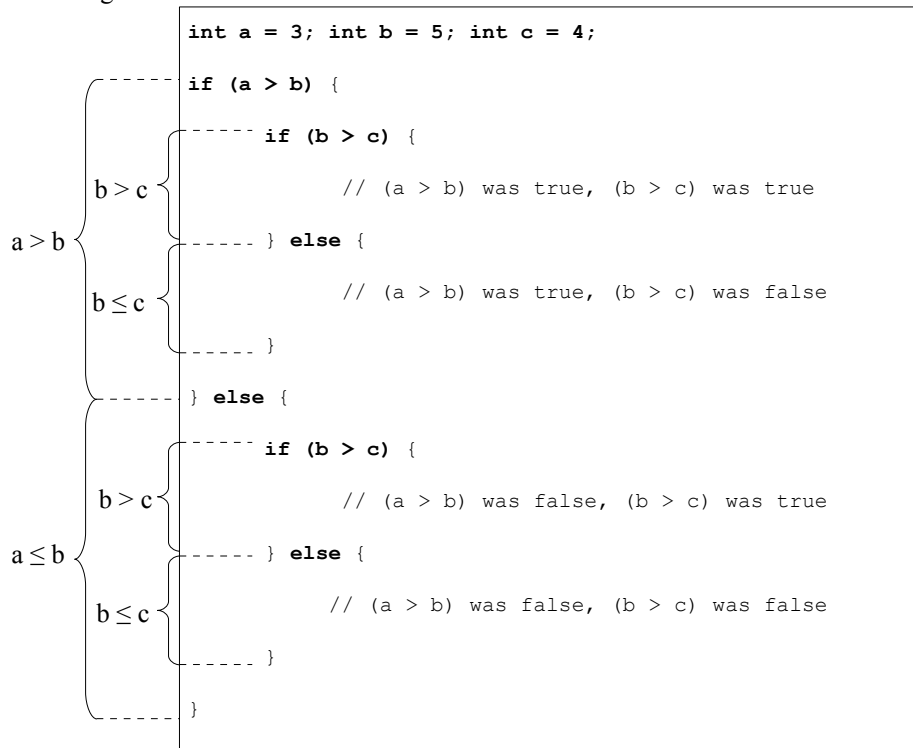 int a = 3; int b = 5; int c = 4;
if (a > b) {
if (b > c) {
b > c
// (a > b) was true, (b > c) was true
a > b
} else {
b ≤ c
// (a > b) was true, (b > c) was false
}
} else {
if (b > c) {
b > c
// (a > b) was false, (b > c) was true
a ≤ b
} else {
b ≤ c
// (a > b) was false, (b > c) was false
}
}